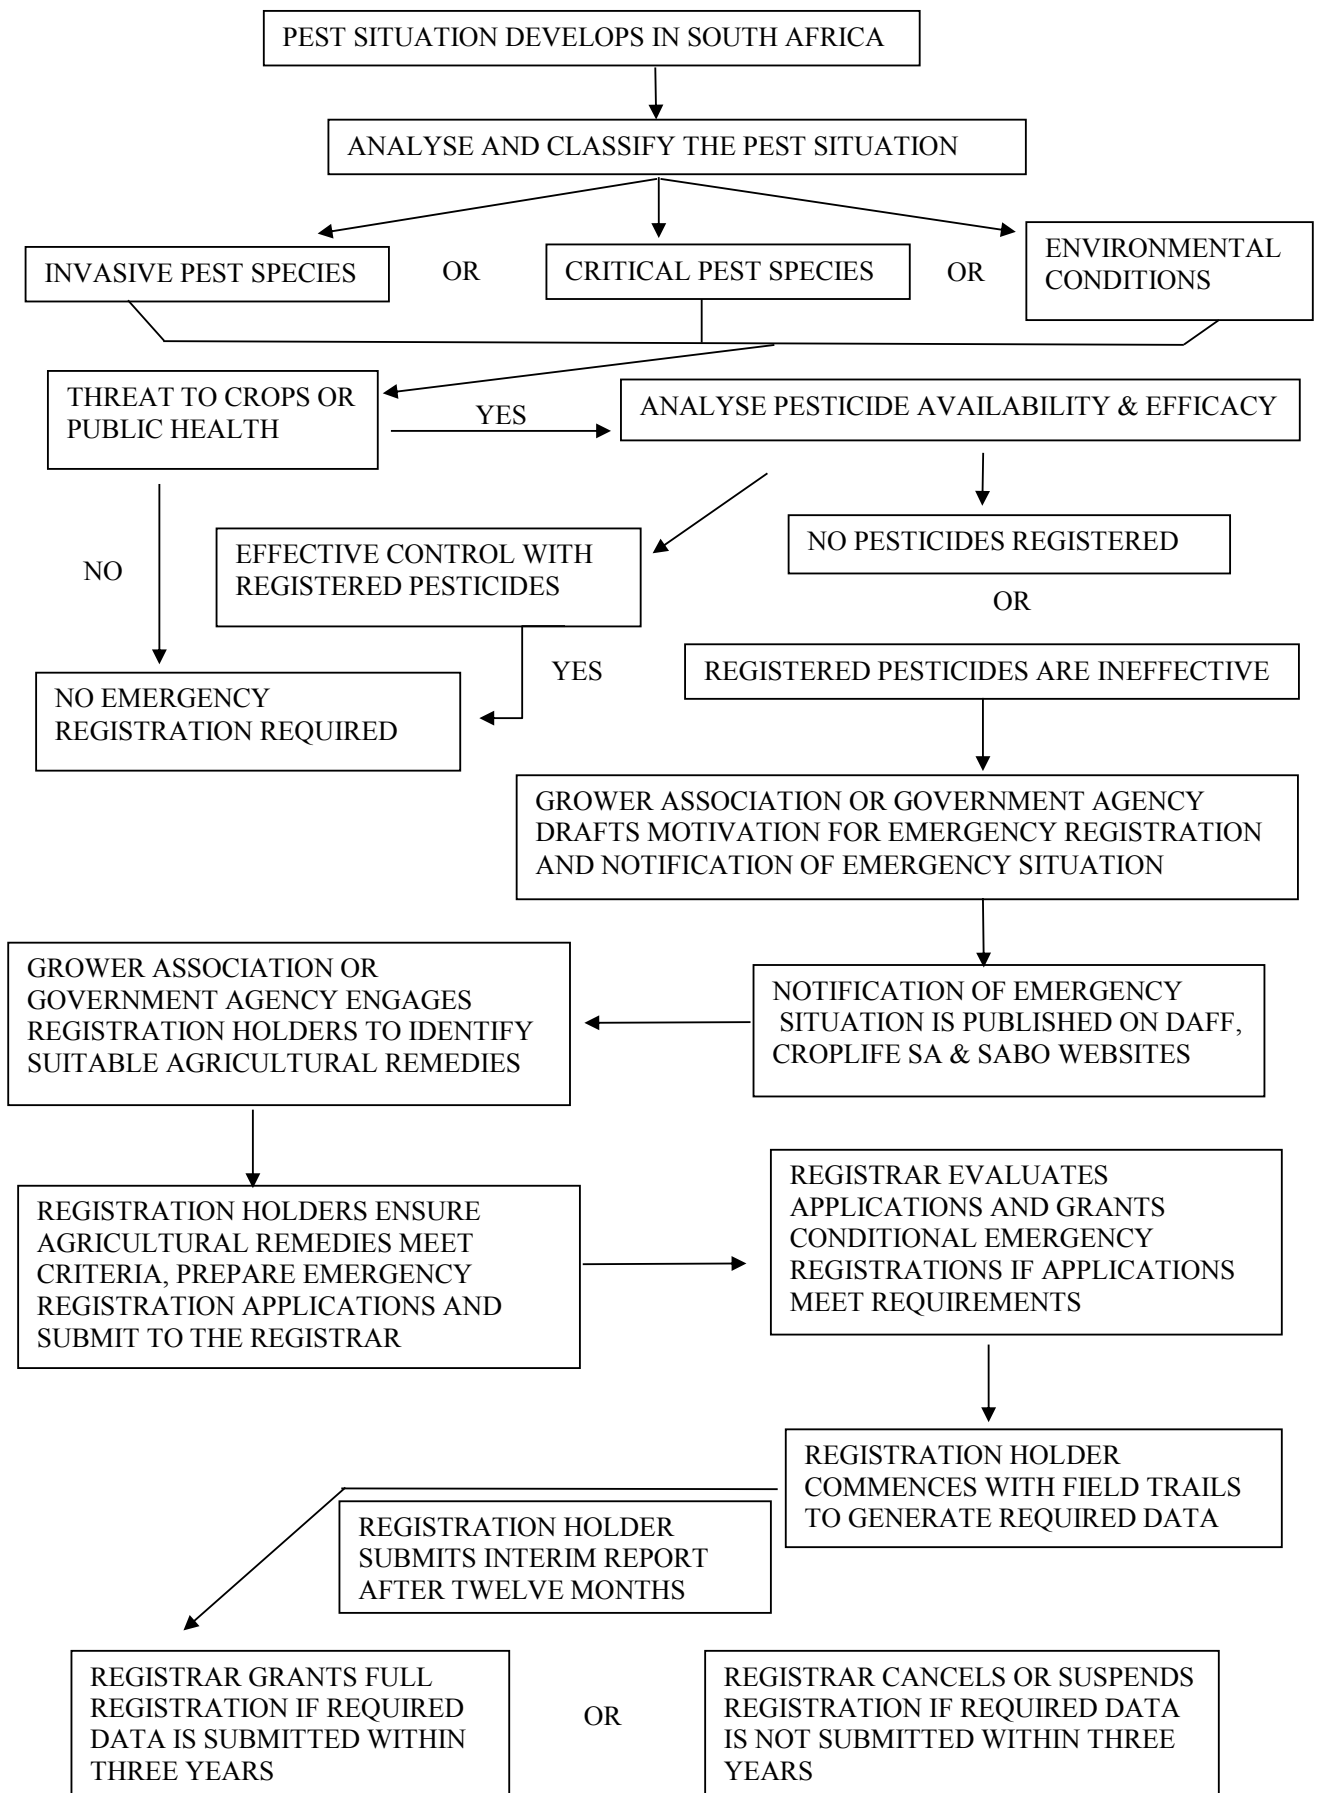 PEST SITUATION DEVELOPS IN SOUTH AFRICA
ANALYSE AND CLASSIFY THE PEST SITUATION
INVASIVE PEST SPECIES
OR
CRITICAL PEST SPECIES
OR
ENVIRONMENTAL
CONDITIONS
THREAT TO CROPS OR
PUBLIC HEALTH
YES
ANALYSE PESTICIDE AVAILABILITY & EFFICACY
NO
EFFECTIVE CONTROL WITH
REGISTERED PESTICIDES
NO PESTICIDES REGISTERED
OR
YES
REGISTERED PESTICIDES ARE INEFFECTIVE
NO EMERGENCY
REGISTRATION REQUIRED
GROWER ASSOCIATION OR GOVERNMENT AGENCY
DRAFTS MOTIVATION FOR EMERGENCY REGISTRATION
AND NOTIFICATION OF EMERGENCY SITUATION
NOTIFICATION OF EMERGENCY
SITUATION IS PUBLISHED ON DAFF,
CROPLIFE SA & SABO WEBSITES
GROWER ASSOCIATION OR
GOVERNMENT AGENCY ENGAGES
REGISTRATION HOLDERS TO IDENTIFY
SUITABLE AGRICULTURAL REMEDIES
REGISTRATION HOLDERS ENSURE
AGRICULTURAL REMEDIES MEET
CRITERIA, PREPARE EMERGENCY
REGISTRATION APPLICATIONS AND
SUBMIT TO THE REGISTRAR
REGISTRAR EVALUATES
APPLICATIONS AND GRANTS
CONDITIONAL EMERGENCY
REGISTRATIONS IF APPLICATIONS
MEET REQUIREMENTS
REGISTRATION HOLDER
COMMENCES WITH FIELD TRAILS
TO GENERATE REQUIRED DATA
REGISTRATION HOLDER
SUBMITS INTERIM REPORT
AFTER TWELVE MONTHS
REGISTRAR GRANTS FULL
REGISTRATION IF REQUIRED
DATA IS SUBMITTED WITHIN
THREE YEARS
OR
REGISTRAR CANCELS OR SUSPENDS
REGISTRATION IF REQUIRED DATA
IS NOT SUBMITTED WITHIN THREE
YEARS